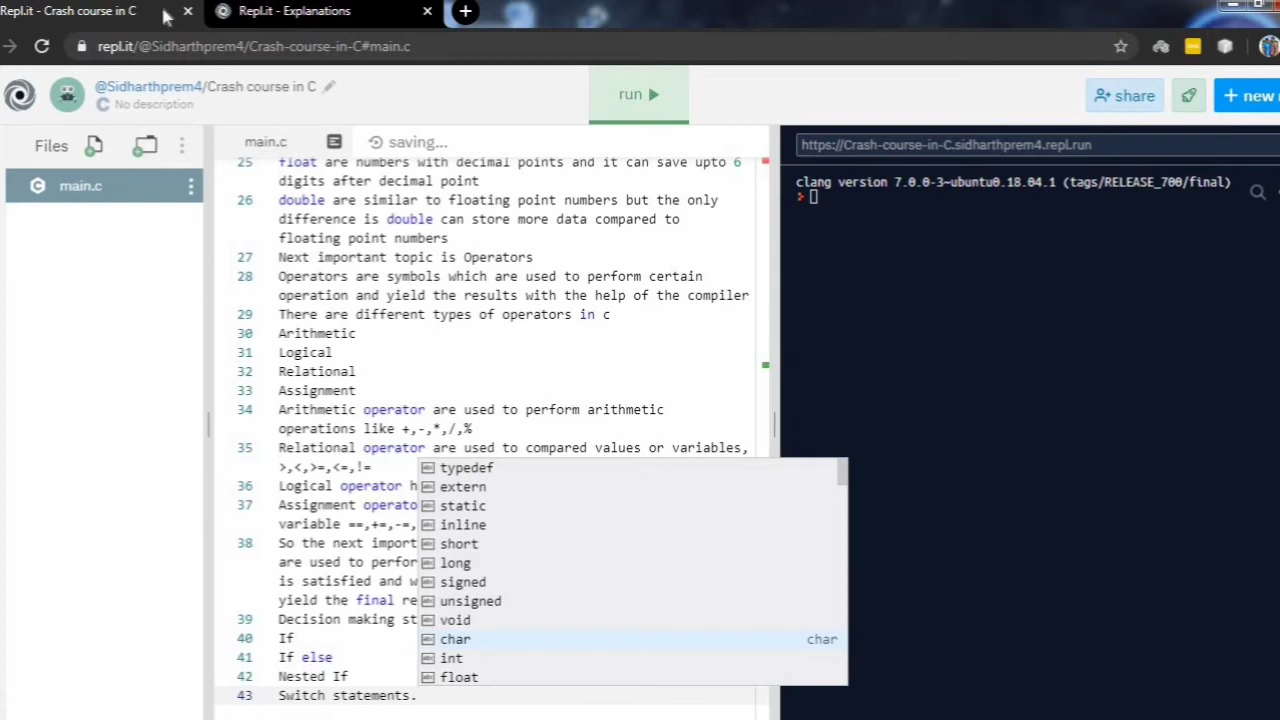 Repl.it - Crash course in C
Repl.it - Explanations
repl.it/@Sidharthprem4/Crash-course-in-C#main.c
@Sidharthprem4/Crash course in C
No description
run
share
+ new
Files
main.c
saving...
main.c
https://Crash-course-in-C.sidharthprem4.repl.run
clang version 7.0.0-3~ubuntu0.18.04.1 (tags/RELEASE_700/final)
25 float are numbers with decimal points and it can save upto 6
digits after decimal point
26 double are similar to floating point numbers but the only
difference is double can store more data compared to
floating point numbers
27 Next important topic is Operators
28 Operators are symbols which are used to perform certain
operation and yield the results with the help of the compiler
29 There are different types of operators in c
30 Arithmetic
31 Logical
32 Relational
33 Assignment
34 Arithmetic operator are used to perform arithmetic
operations like +,-,*,/,%
35 Relational operator are used to compared values or variables,
>,<,>=,<=,!=
36 Logical operator h
37 Assignment operato
variable ==,+=,-=,
38 So the next import
are used to perfor
is satisfied and w
yield the final re
39 Decision making st
40 If
41 If else
42 Nested If
43 Switch statements.
typedef
extern
static
inline
short
long
signed
unsigned
void
char char
int
float